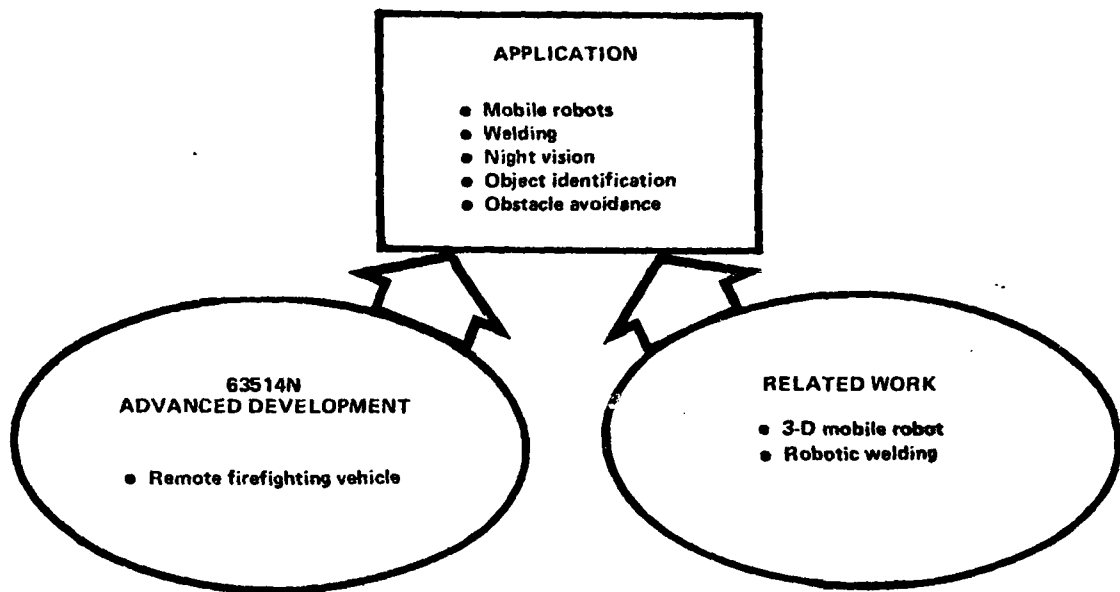 APPLICATION
● Mobile robots
● Welding
● Night vision
● Object identification
● Obstacle avoidance
63514N
ADVANCED DEVELOPMENT
● Remote firefighting vehicle
RELATED WORK
● 3-D mobile robot
● Robotic welding